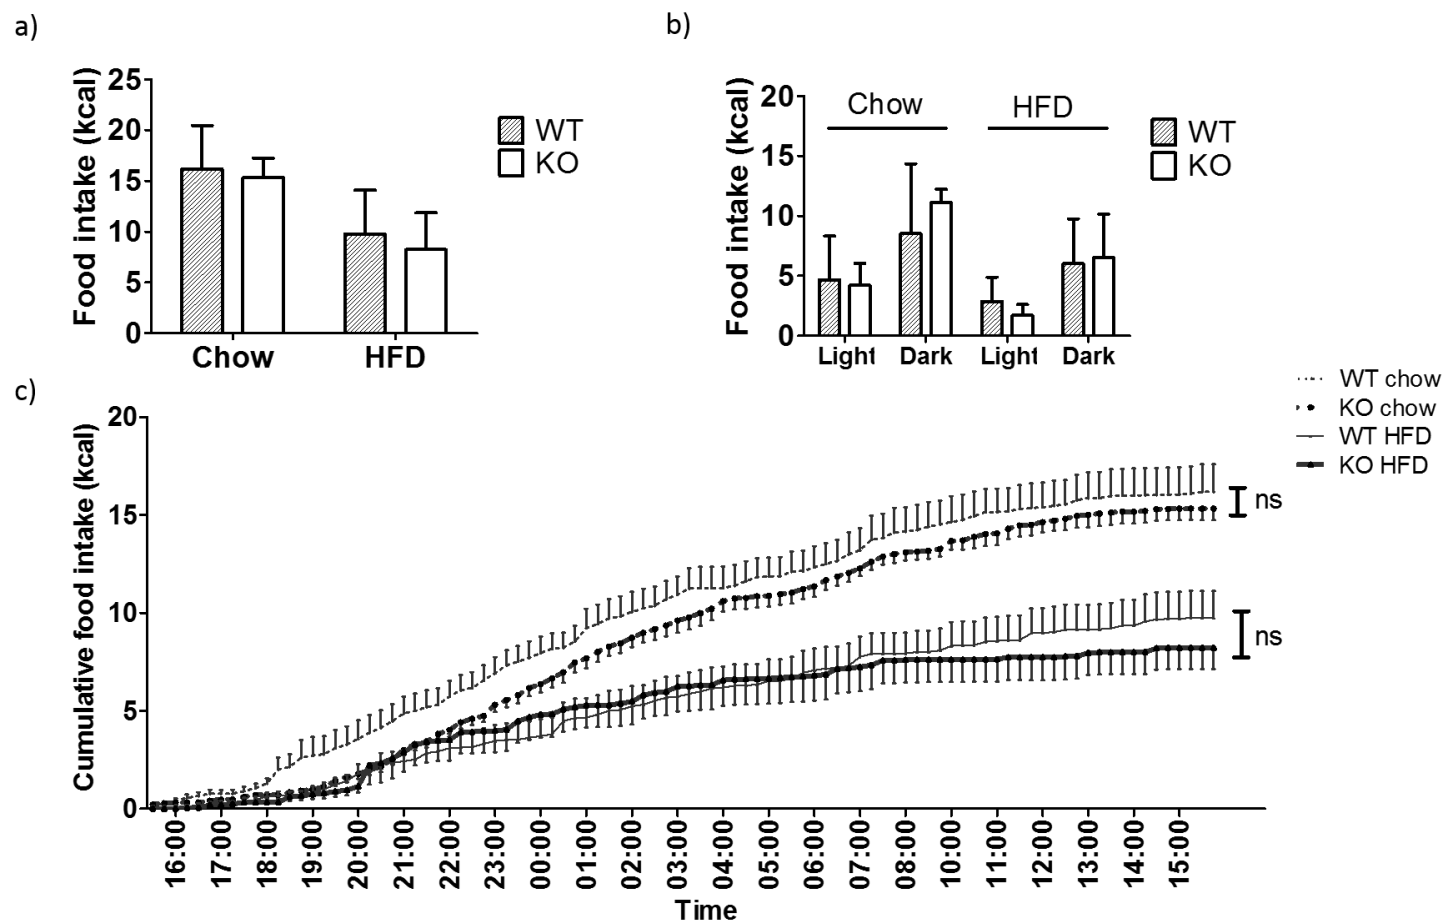 a)
Food intake (kcal)
25
20
15
10
5
0
Chow HFD
WT
KO
b)
Food intake (kcal)
20
15
10
5
0
Chow HFD
Light Dark Light Dark
WT
KO
c)
Cumulative food intake (kcal)
20
15
10
5
0
WT chow
KO chow
WT HFD
KO HFD
ns
ns
16:00 17:00 18:00 19:00 20:00 21:00 22:00 23:00 00:00 01:00 02:00 03:00 04:00 05:00 06:00 07:00 08:00 09:00 10:00 11:00 12:00 13:00 14:00 15:00
Time